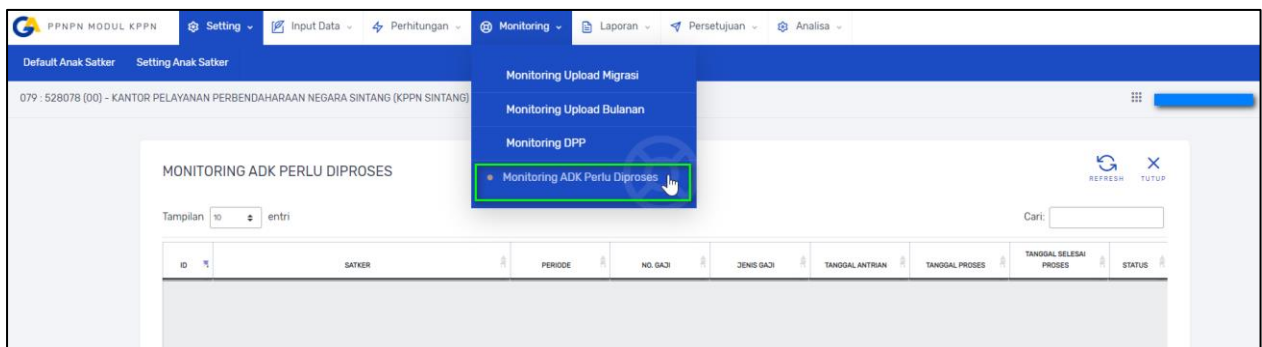 PPNPN MODUL KPPN Setting Input Data Perhitungan Monitoring Laporan Persetujuan Analisa
Default Anak Satker Setting Anak Satker
Monitoring Upload Migrasi
079 : 528078 (00) - KANTOR PELAYANAN PERBENDAHARAAN NEGARA SINTANG (KPPN SINTANG)
Monitoring Upload Bulanan
Monitoring DPP
Monitoring ADK Perlu Diproses
MONITORING ADK PERLU DIPROSES
REFRESH TUTUP
Tampilan 10 entri Cari:
ID SATKER PERIODE NO. GAJI JENIS GAJI TANGGAL ANTRIAN TANGGAL PROSES TANGGAL SELESAI PROSES STATUS